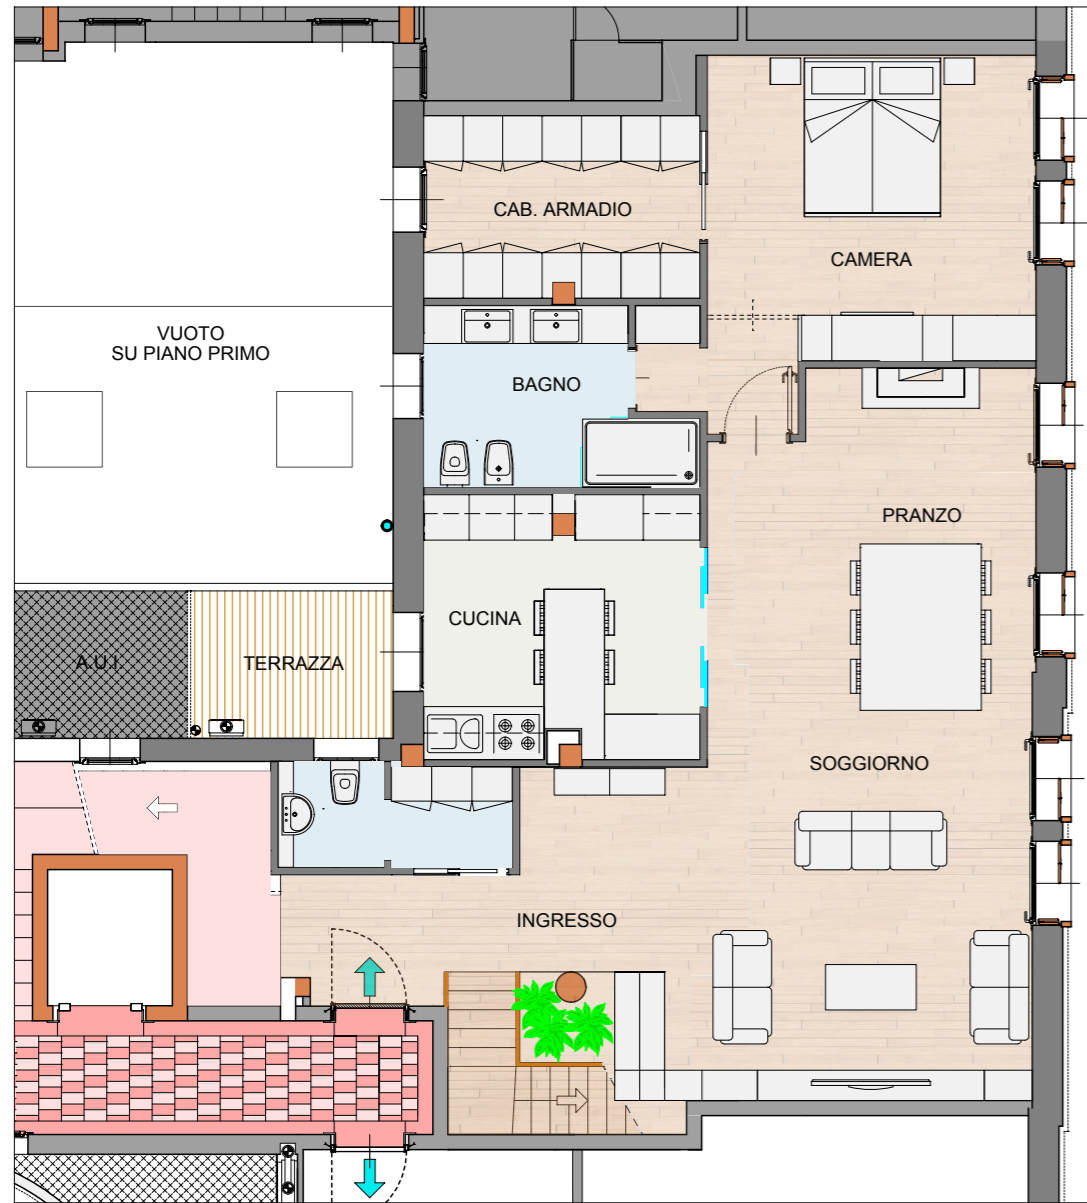 CAB. ARMADIO
CAMERA
VUOTO
SU PIANO PRIMO
BAGNO
PRANZO
CUCINA
A.U.I.
TERRAZZA
SOGGIORNO
INGRESSO